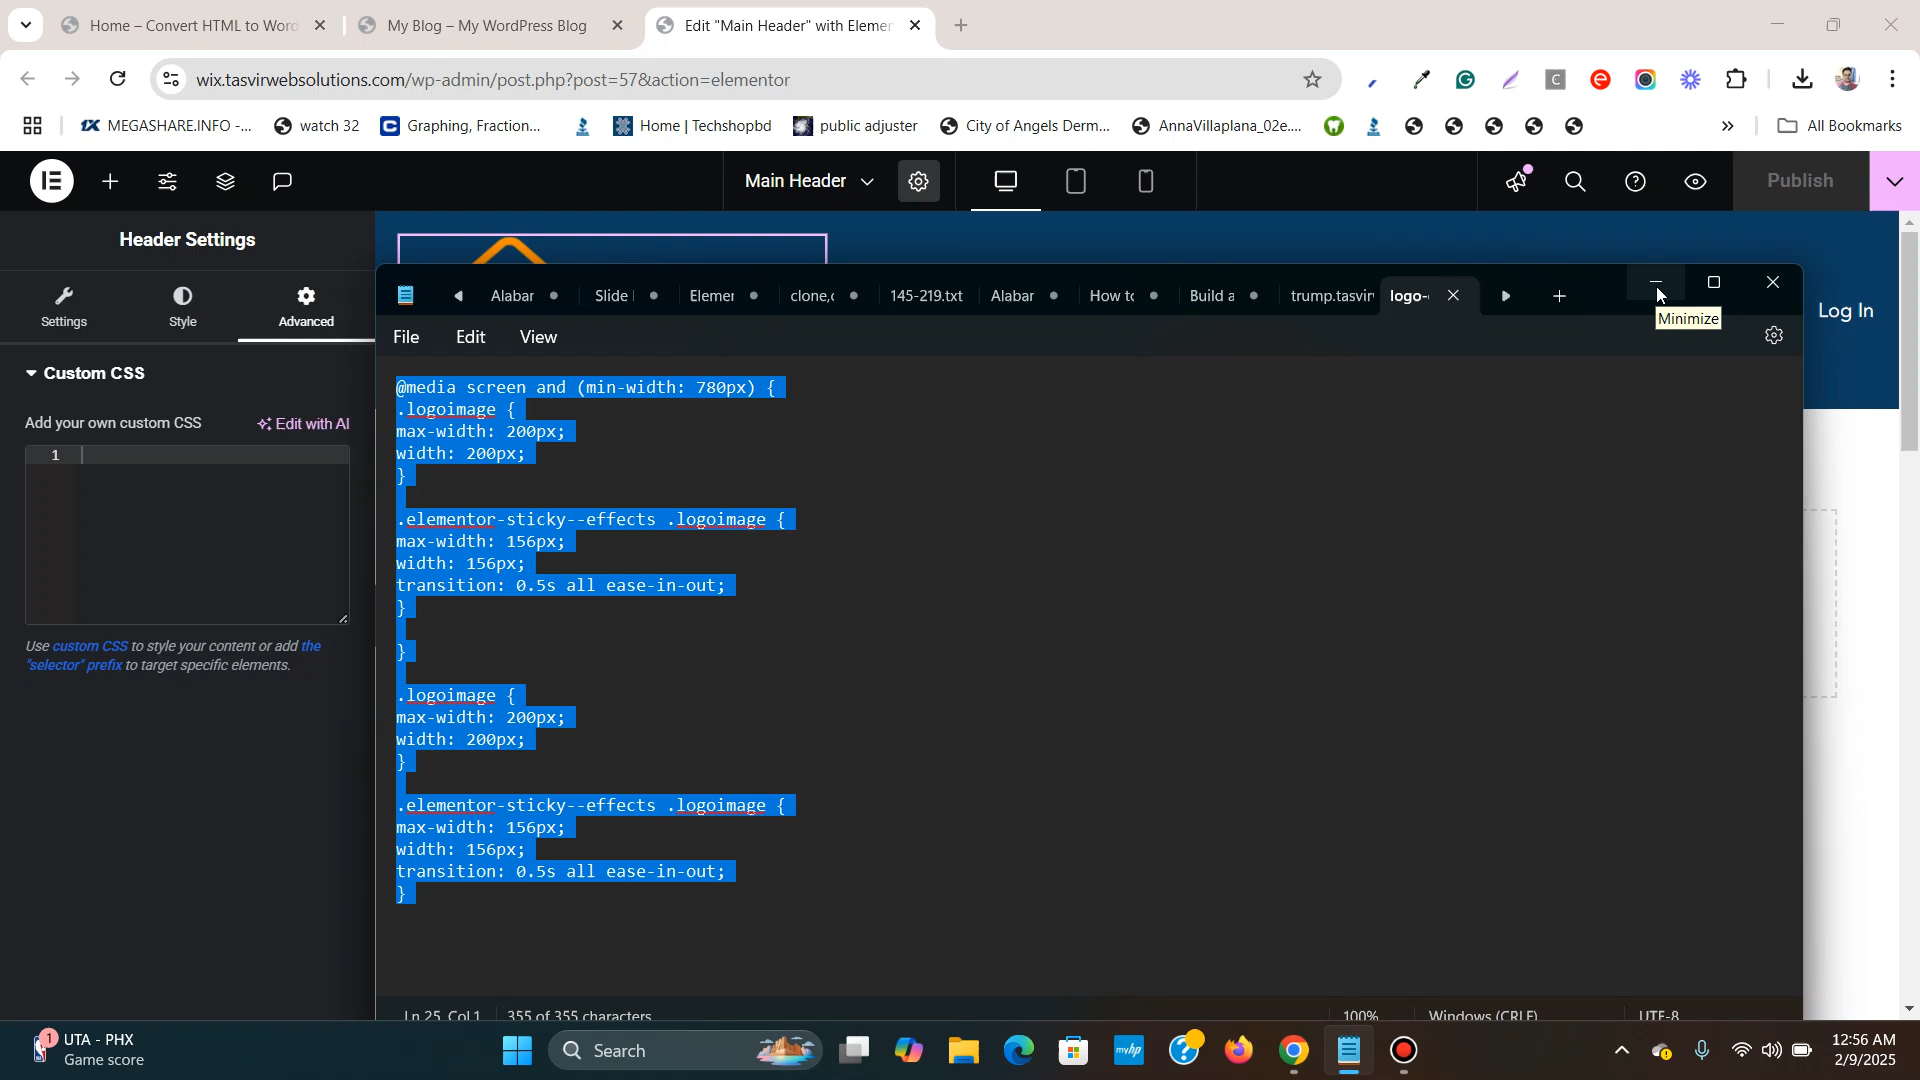 Home – Convert HTML to Word
My Blog – My WordPress Blog
Edit "Main Header" with Elemen
wix.tasvirwebsolutions.com/wp-admin/post.php?post=57&action=elementor
MEGASHARE.INFO -...
watch 32
Graphing, Fraction...
Home | Techshopbd
public adjuster
City of Angels Derm...
AnnaVillaplana_02e....
All Bookmarks
Main Header
Publish
Header Settings
Settings
Style
Advanced
Custom CSS
Add your own custom CSS
Edit with AI
1
Use custom CSS to style your content or add the
"selector" prefix to target specific elements.
Log In
Alabar
Slide
Elemer
clone,c
145-219.txt
Alabar
How to
Build a
trump.tasvir
logo-
Minimize
File
Edit
View
@media screen and (min-width: 780px) {
.logoimage {
max-width: 200px;
width: 200px;
}
.elementor-sticky--effects .logoimage {
max-width: 156px;
width: 156px;
transition: 0.5s all ease-in-out;
}
}
.logoimage {
max-width: 200px;
width: 200px;
}
.elementor-sticky--effects .logoimage {
max-width: 156px;
width: 156px;
transition: 0.5s all ease-in-out;
}
Ln 25, Col 1
355 of 355 characters
100%
Windows (CRLF)
UTF-8
1
UTA - PHX
Game score
Search
myhp
12:56 AM
2/9/2025